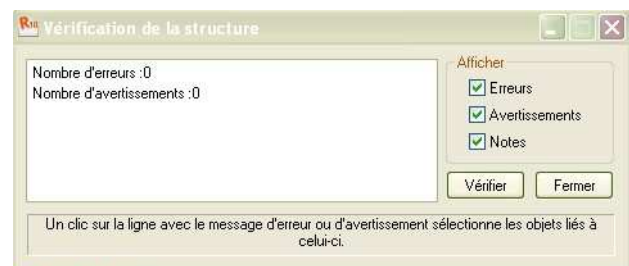 Vérification de la structure
Nombre d'erreurs :0
Nombre d'avertissements :0
Afficher
Erreurs
Avertissements
Notes
Vérifier
Fermer
Un clic sur la ligne avec le message d'erreur ou d'avertissement sélectionne les objets liés à
celui-ci.